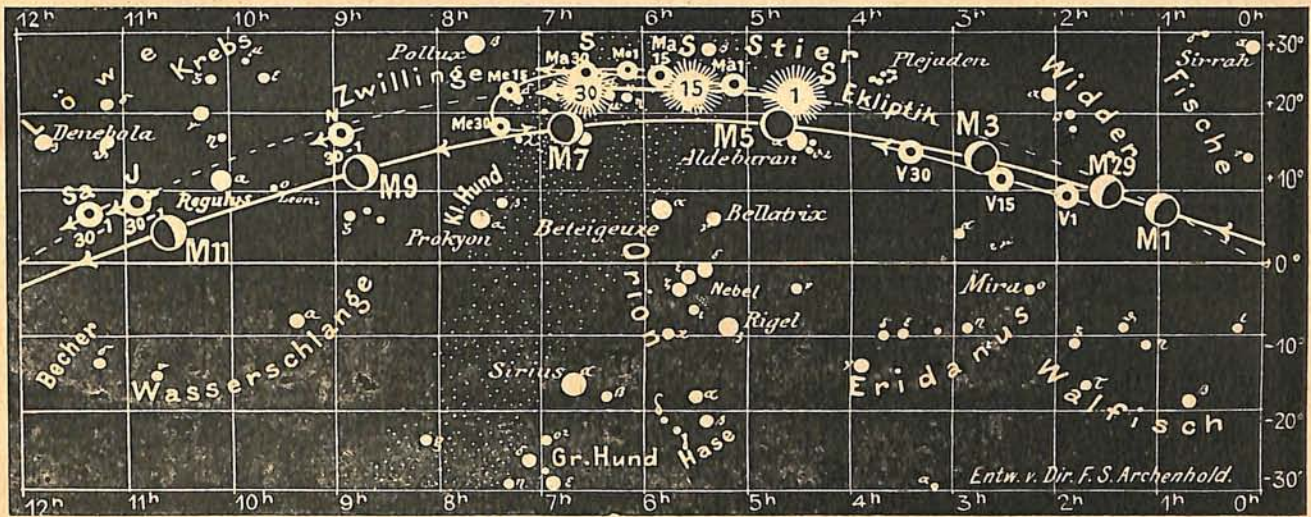 12h 11h 10h 9h 8h 7h 6h 5h 4h 3h 2h 1h 0h
+30°
+20°
+10°
0°
-10°
-20°
-30°
Löwe
Krebs
Pollux β
Zwillinge
Me15
Me30
Ma30
S
30
Me1
Ma
15
S
15
Ma1
Stier
S
1
Ekliptik
Plejaden
Widder
Fische
Sirrah
Denebola
N
30-1
M9
M7
M5
Aldebaran
M3
V30
V15
V1
M29
M1
Sa
30-1
J
30-1
M11
Regulus α
Leon.
Kl. Hund
Prokyon α
Beteigeuze α
Bellatrix
Orion
Nebel
Rigel
Mira o
Becher
Wasserschlange
Sirius α
Eridanus
Walfisch
Hase
Gr. Hund
Entw. v. Dir. F. S. Archenhold.
12h 11h 10h 9h 8h 7h 6h 5h 4h 3h 2h 1h 0h